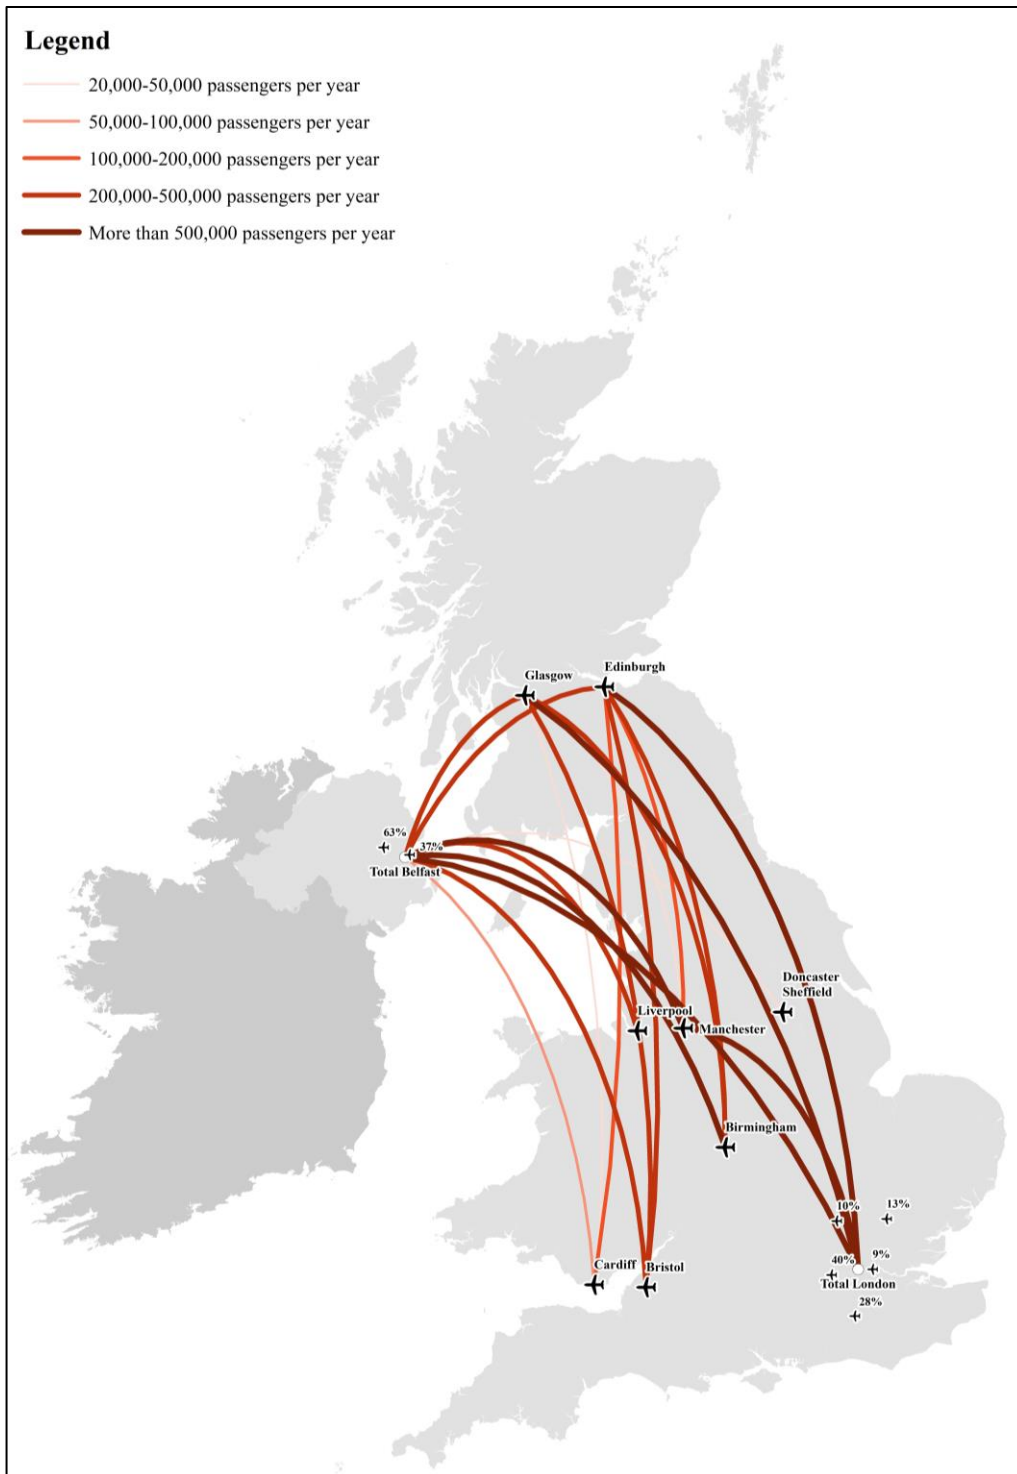 Legend
20,000-50,000 passengers per year
50,000-100,000 passengers per year
100,000-200,000 passengers per year
200,000-500,000 passengers per year
More than 500,000 passengers per year
Edinburgh
Glasgow
63%
37%
Total Belfast
Doncaster
Sheffield
Liverpool
Manchester
Birmingham
10%
13%
40%
9%
Cardiff
Bristol
Total London
28%